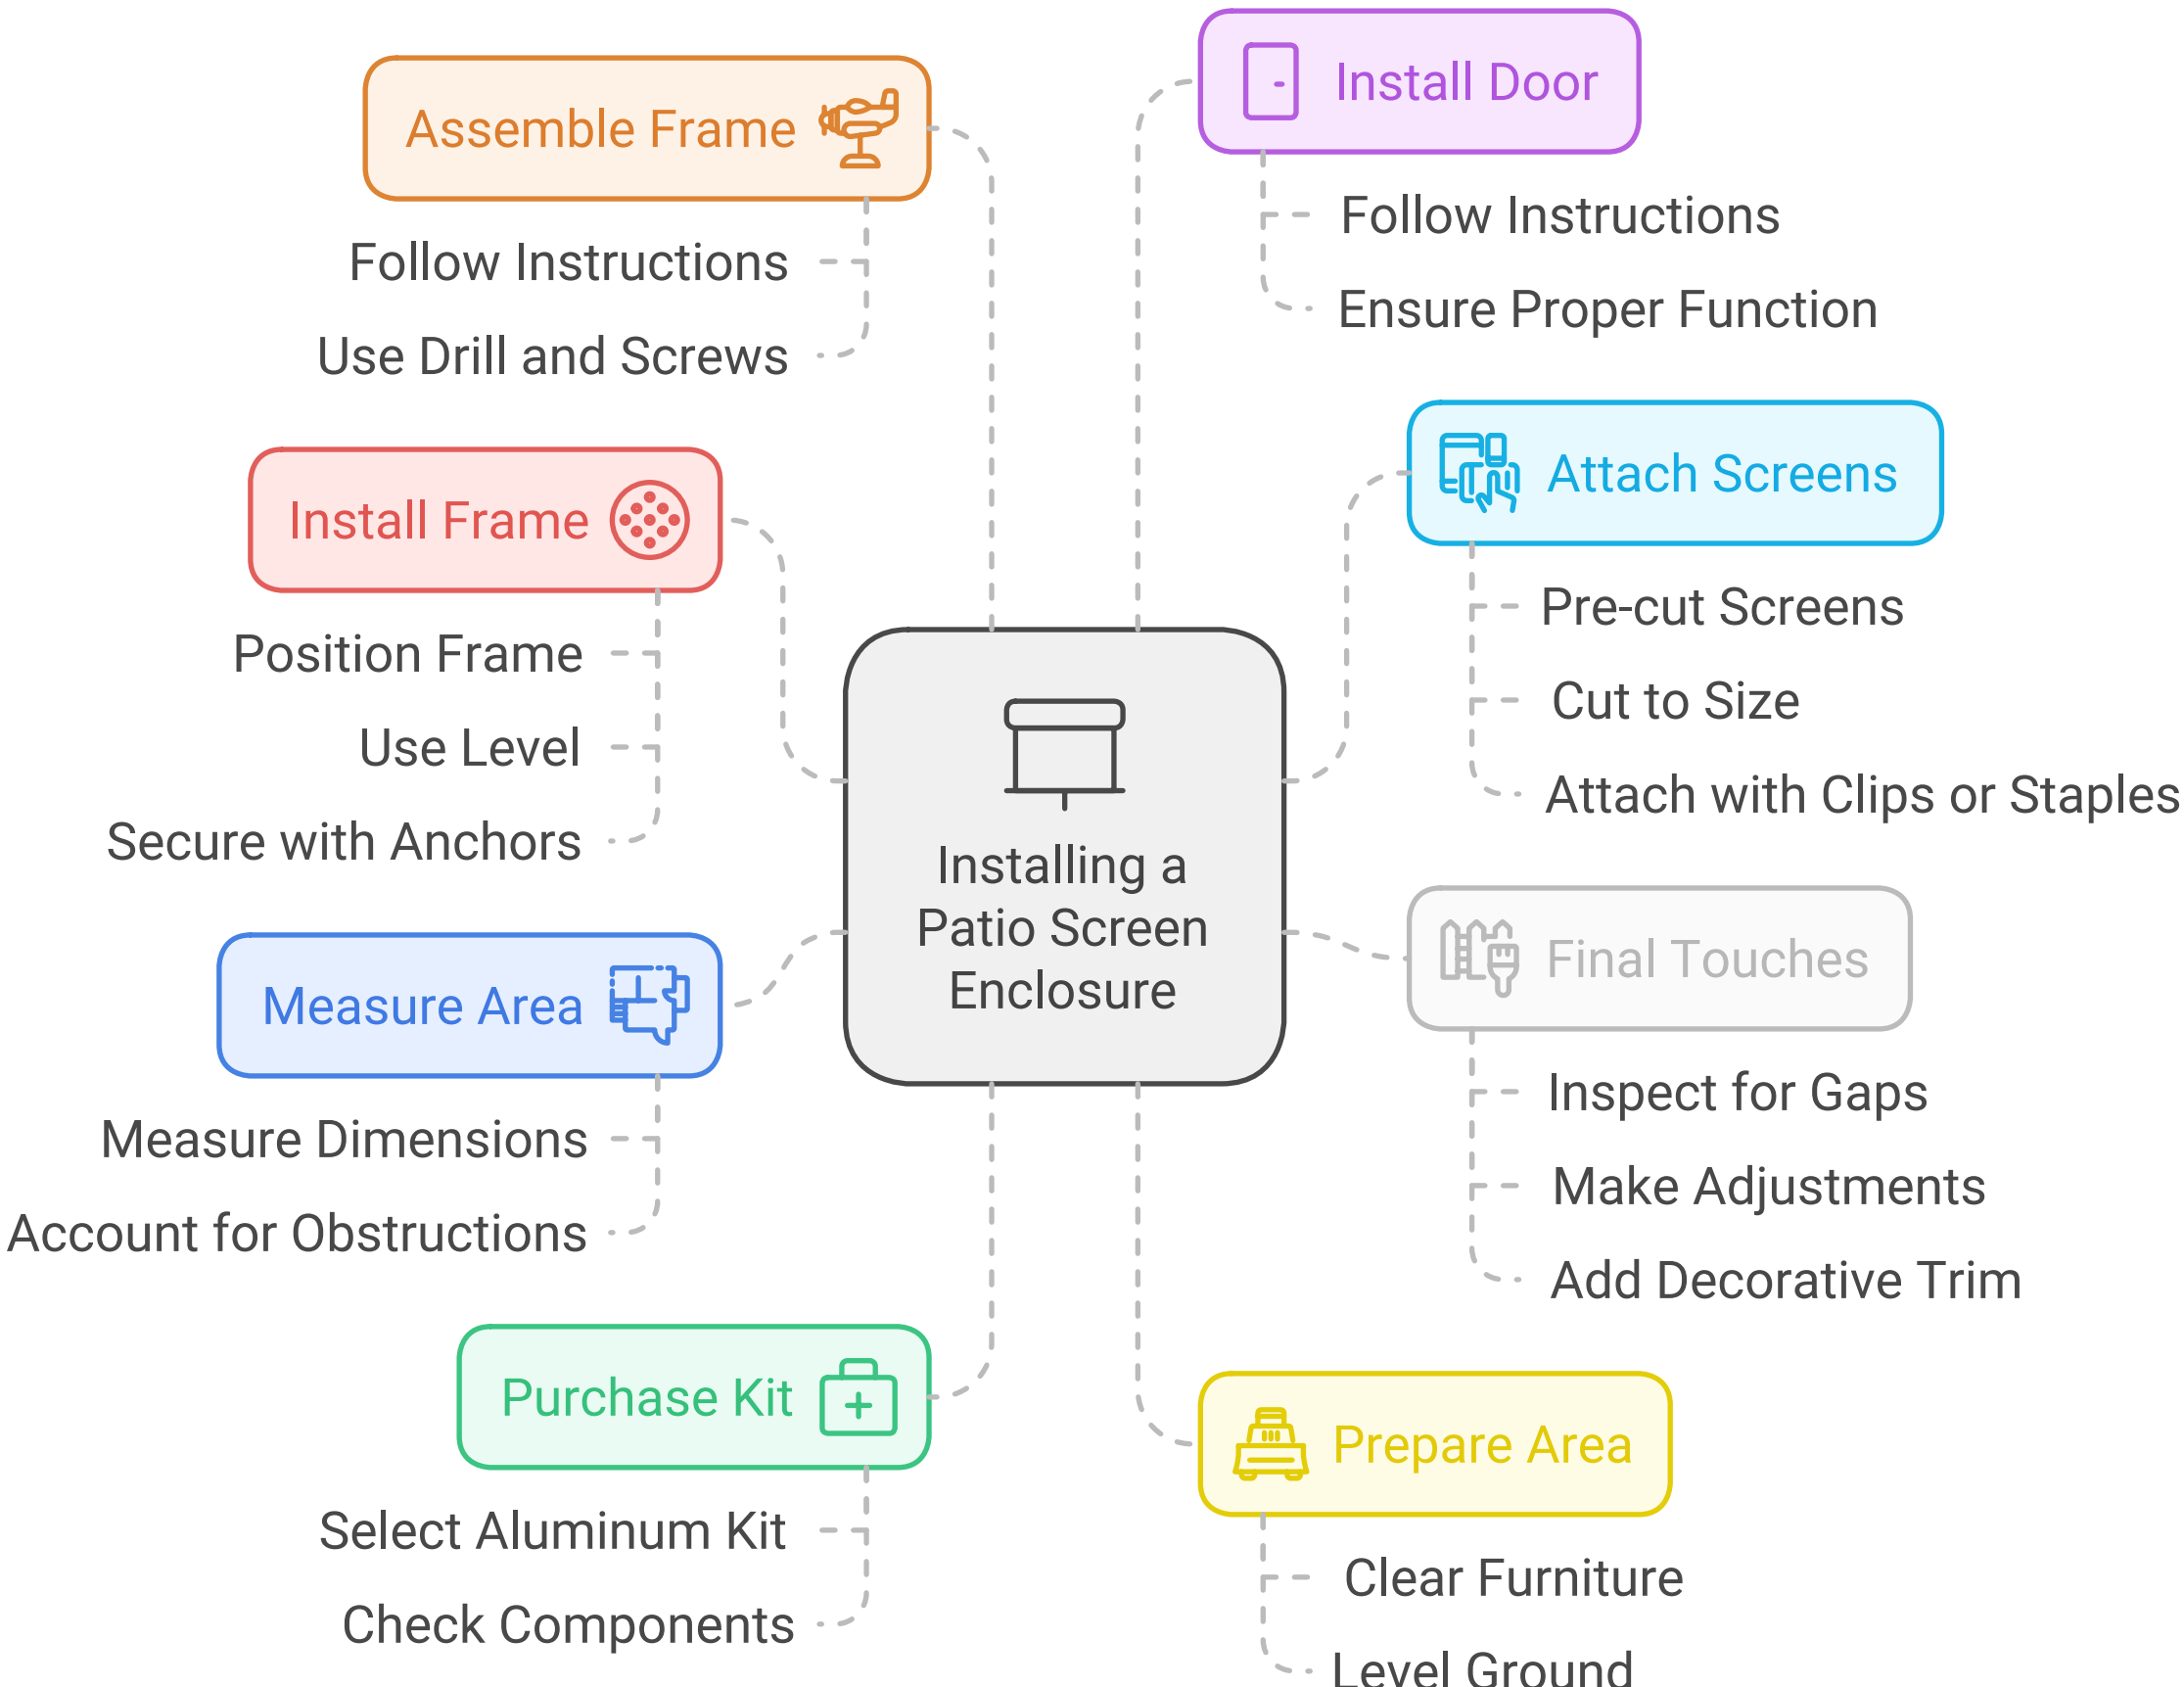 Assemble Frame
Follow Instructions
Use Drill and Screws
Install Frame
Position Frame
Use Level
Secure with Anchors
Measure Area
Measure Dimensions
Account for Obstructions
Purchase Kit
Select Aluminum Kit
Check Components
Installing a
Patio Screen
Enclosure
Install Door
Follow Instructions
Ensure Proper Function
Attach Screens
Pre-cut Screens
Cut to Size
Attach with Clips or Staples
Final Touches
Inspect for Gaps
Make Adjustments
Add Decorative Trim
Prepare Area
Clear Furniture
Level Ground